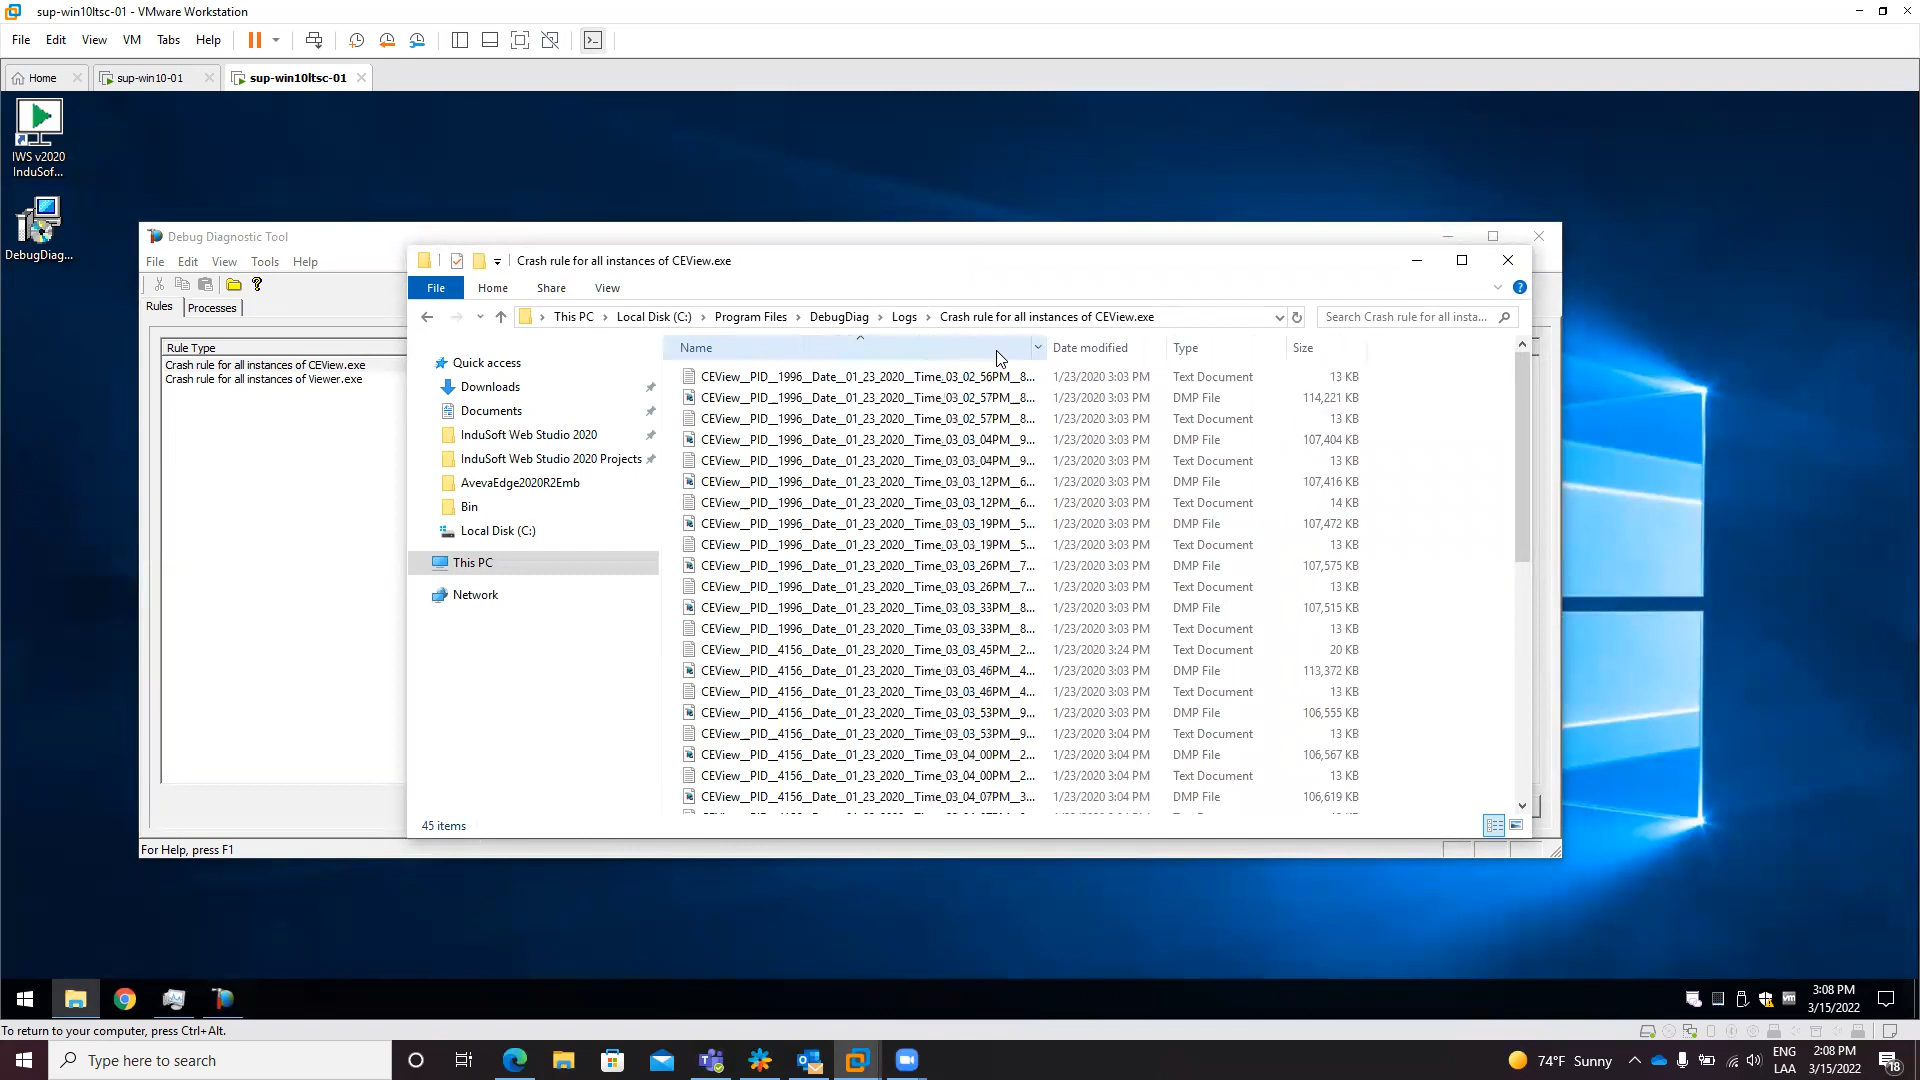 sup-win10ltsc-01 - VMware Workstation
File Edit View VM Tabs Help
Home sup-win10-01 sup-win10ltsc-01
IWS v2020
InduSof...
DebugDiag...
Debug Diagnostic Tool
File Edit View Tools Help
Rules Processes
Rule Type
Crash rule for all instances of CEView.exe
Crash rule for all instances of Viewer.exe
For Help, press F1
Crash rule for all instances of CEView.exe
File Home Share View
This PC Local Disk (C:) Program Files DebugDiag Logs Crash rule for all instances of CEView.exe Search Crash rule for all insta...
Quick access
Downloads
Documents
InduSoft Web Studio 2020
InduSoft Web Studio 2020 Projects
AvevaEdge2020R2Emb
Bin
Local Disk (C:)
This PC
Network
Name Date modified Type Size
CEView__PID__1996__Date__01_23_2020__Time_03_02_56PM__8... 1/23/2020 3:03 PM Text Document 13 KB
CEView__PID__1996__Date__01_23_2020__Time_03_02_57PM__8... 1/23/2020 3:03 PM DMP File 114,221 KB
CEView__PID__1996__Date__01_23_2020__Time_03_02_57PM__8... 1/23/2020 3:03 PM Text Document 13 KB
CEView__PID__1996__Date__01_23_2020__Time_03_03_04PM__9... 1/23/2020 3:03 PM DMP File 107,404 KB
CEView__PID__1996__Date__01_23_2020__Time_03_03_04PM__9... 1/23/2020 3:03 PM Text Document 13 KB
CEView__PID__1996__Date__01_23_2020__Time_03_03_12PM__6... 1/23/2020 3:03 PM DMP File 107,416 KB
CEView__PID__1996__Date__01_23_2020__Time_03_03_12PM__6... 1/23/2020 3:03 PM Text Document 14 KB
CEView__PID__1996__Date__01_23_2020__Time_03_03_19PM__5... 1/23/2020 3:03 PM DMP File 107,472 KB
CEView__PID__1996__Date__01_23_2020__Time_03_03_19PM__5... 1/23/2020 3:03 PM Text Document 13 KB
CEView__PID__1996__Date__01_23_2020__Time_03_03_26PM__7... 1/23/2020 3:03 PM DMP File 107,575 KB
CEView__PID__1996__Date__01_23_2020__Time_03_03_26PM__7... 1/23/2020 3:03 PM Text Document 13 KB
CEView__PID__1996__Date__01_23_2020__Time_03_03_33PM__8... 1/23/2020 3:03 PM DMP File 107,515 KB
CEView__PID__1996__Date__01_23_2020__Time_03_03_33PM__8... 1/23/2020 3:03 PM Text Document 13 KB
CEView__PID__4156__Date__01_23_2020__Time_03_03_45PM__2... 1/23/2020 3:24 PM Text Document 20 KB
CEView__PID__4156__Date__01_23_2020__Time_03_03_46PM__4... 1/23/2020 3:03 PM DMP File 113,372 KB
CEView__PID__4156__Date__01_23_2020__Time_03_03_46PM__4... 1/23/2020 3:03 PM Text Document 13 KB
CEView__PID__4156__Date__01_23_2020__Time_03_03_53PM__9... 1/23/2020 3:03 PM DMP File 106,555 KB
CEView__PID__4156__Date__01_23_2020__Time_03_03_53PM__9... 1/23/2020 3:04 PM Text Document 13 KB
CEView__PID__4156__Date__01_23_2020__Time_03_04_00PM__2... 1/23/2020 3:04 PM DMP File 106,567 KB
CEView__PID__4156__Date__01_23_2020__Time_03_04_00PM__2... 1/23/2020 3:04 PM Text Document 13 KB
CEView__PID__4156__Date__01_23_2020__Time_03_04_07PM__3... 1/23/2020 3:04 PM DMP File 106,619 KB
45 items
3:08 PM
3/15/2022
To return to your computer, press Ctrl+Alt.
Type here to search
74°F Sunny
ENG
LAA
2:08 PM
3/15/2022
18